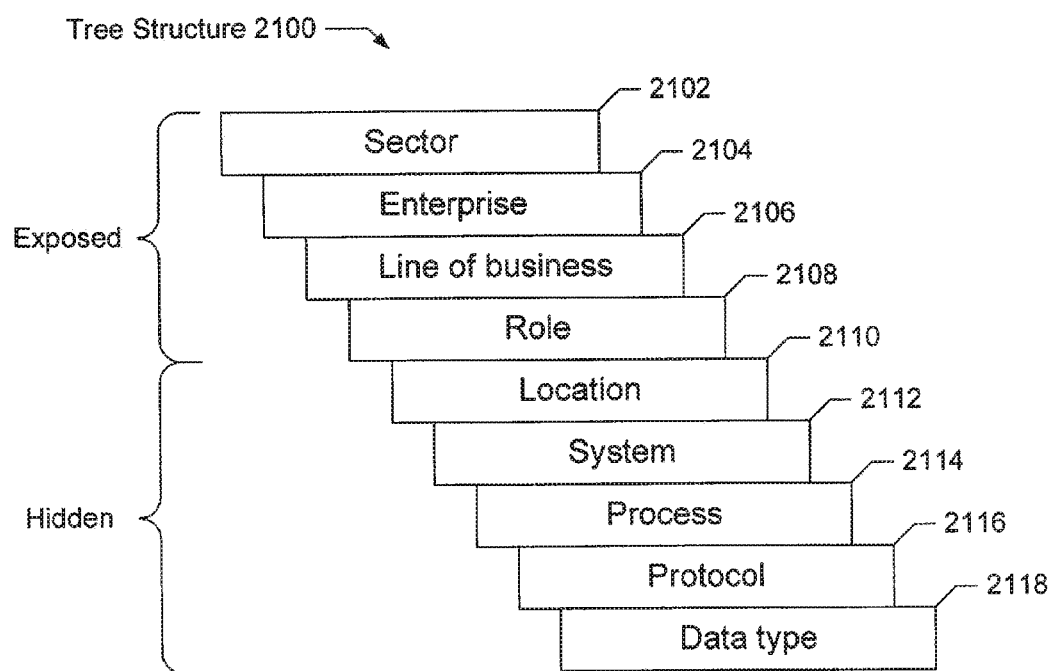 Tree Structure 2100
2102
Sector
2104
Enterprise
2106
Exposed
Line of business
2108
Role
2110
Location
2112
System
2114
Hidden
Process
2116
Protocol
2118
Data type